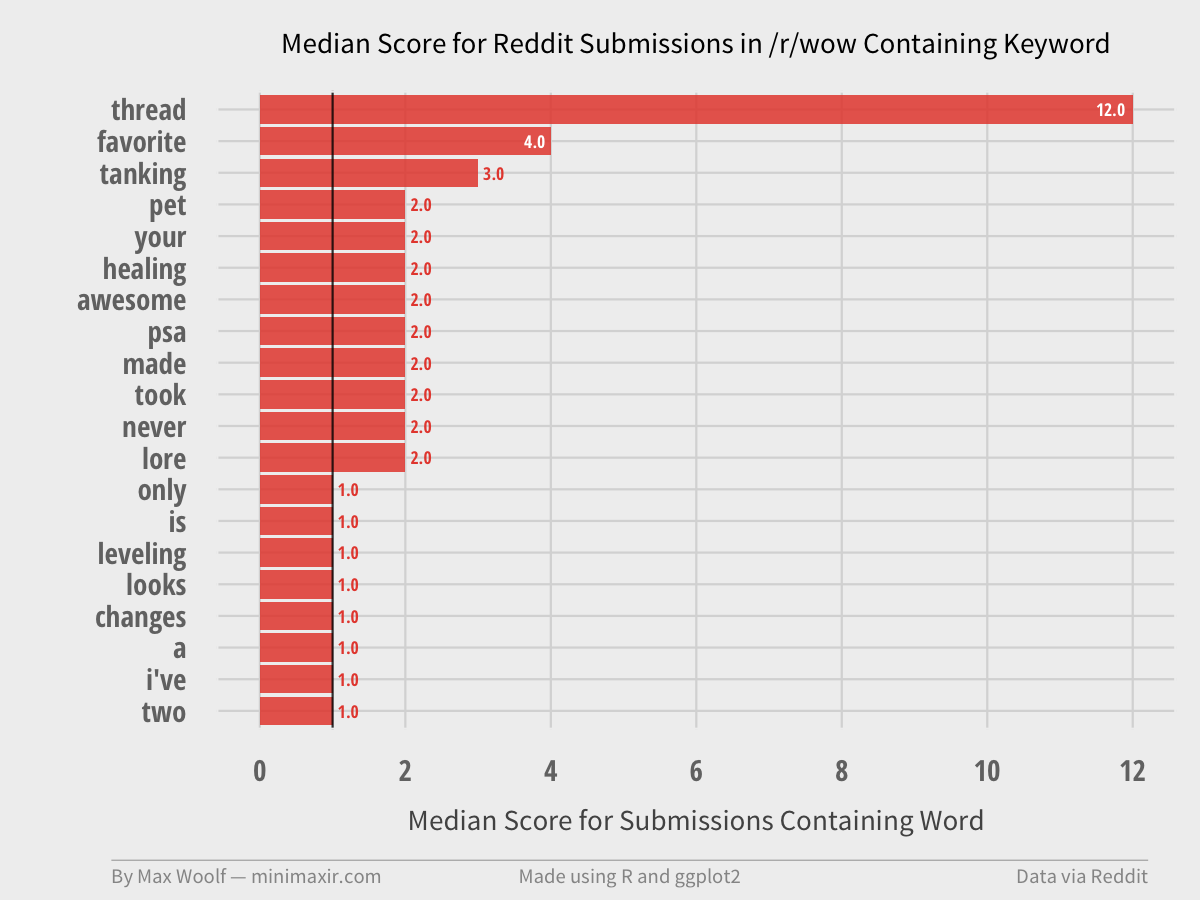 Median Score for Reddit Submissions in /r/wow Containing Keyword
thread 12.0
favorite 4.0
tanking 3.0
pet 2.0
your 2.0
healing 2.0
awesome 2.0
psa 2.0
made 2.0
took 2.0
never 2.0
lore 2.0
only 1.0
is 1.0
leveling 1.0
looks 1.0
changes 1.0
a 1.0
i've 1.0
two 1.0
0 2 4 6 8 10 12
Median Score for Submissions Containing Word
By Max Woolf — minimaxir.com Made using R and ggplot2 Data via Reddit